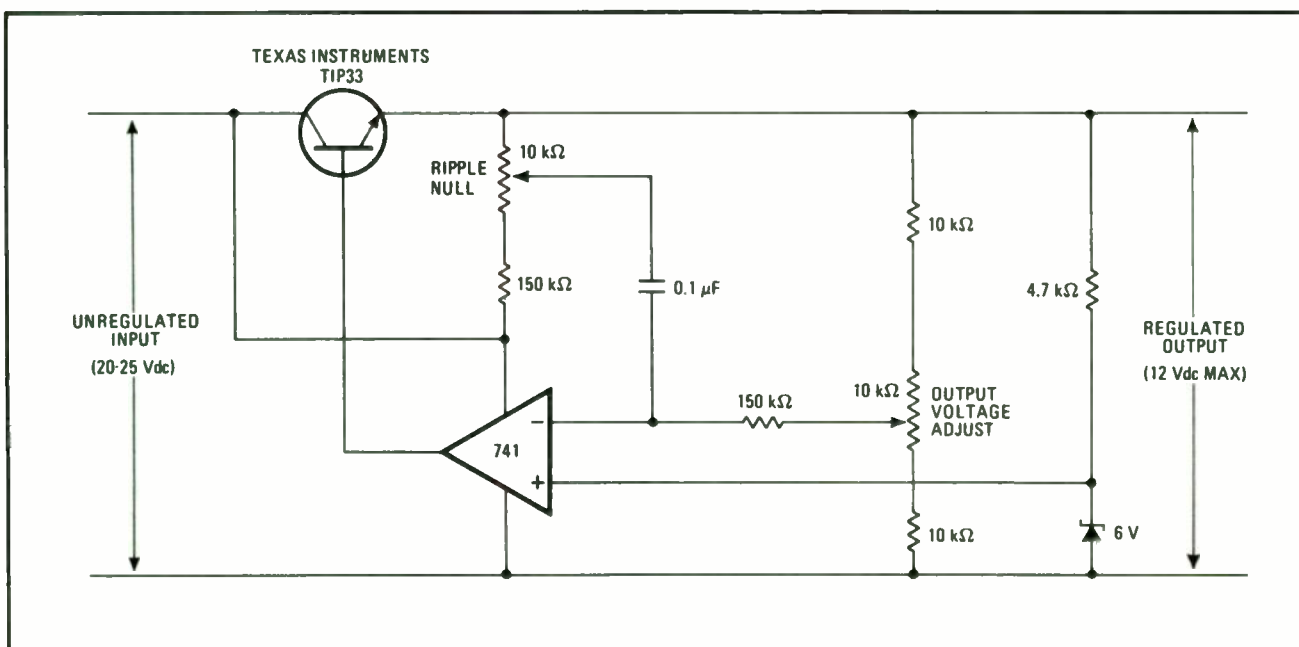 TEXAS INSTRUMENTS
TIP33
10 kΩ
RIPPLE
NULL
150 kΩ
0.1 μF
UNREGULATED
INPUT
(20-25 Vdc)
741
−
+
150 kΩ
10 kΩ
10 kΩ
OUTPUT
VOLTAGE
ADJUST
10 kΩ
4.7 kΩ
6 V
REGULATED
OUTPUT
(12 Vdc MAX)